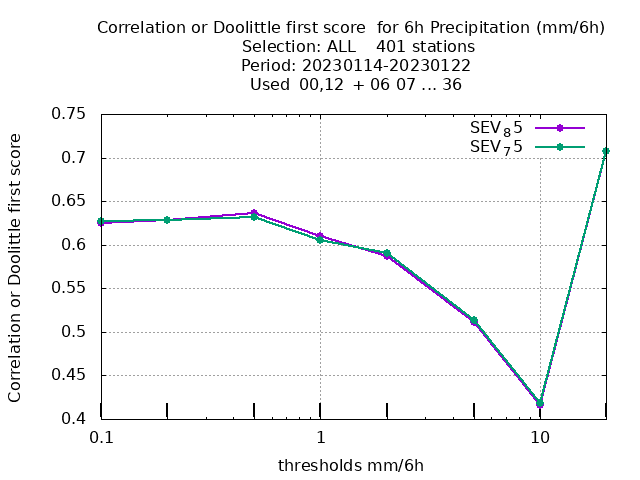 Correlation or Doolittle first score  for 6h Precipitation (mm/6h)
Selection: ALL    401 stations
Period: 20230114-20230122
Used  00,12  + 06 07 ... 36
SEV₈5
SEV₇5
Correlation or Doolittle first score
0.75
0.7
0.65
0.6
0.55
0.5
0.45
0.4
0.1
1
10
thresholds mm/6h